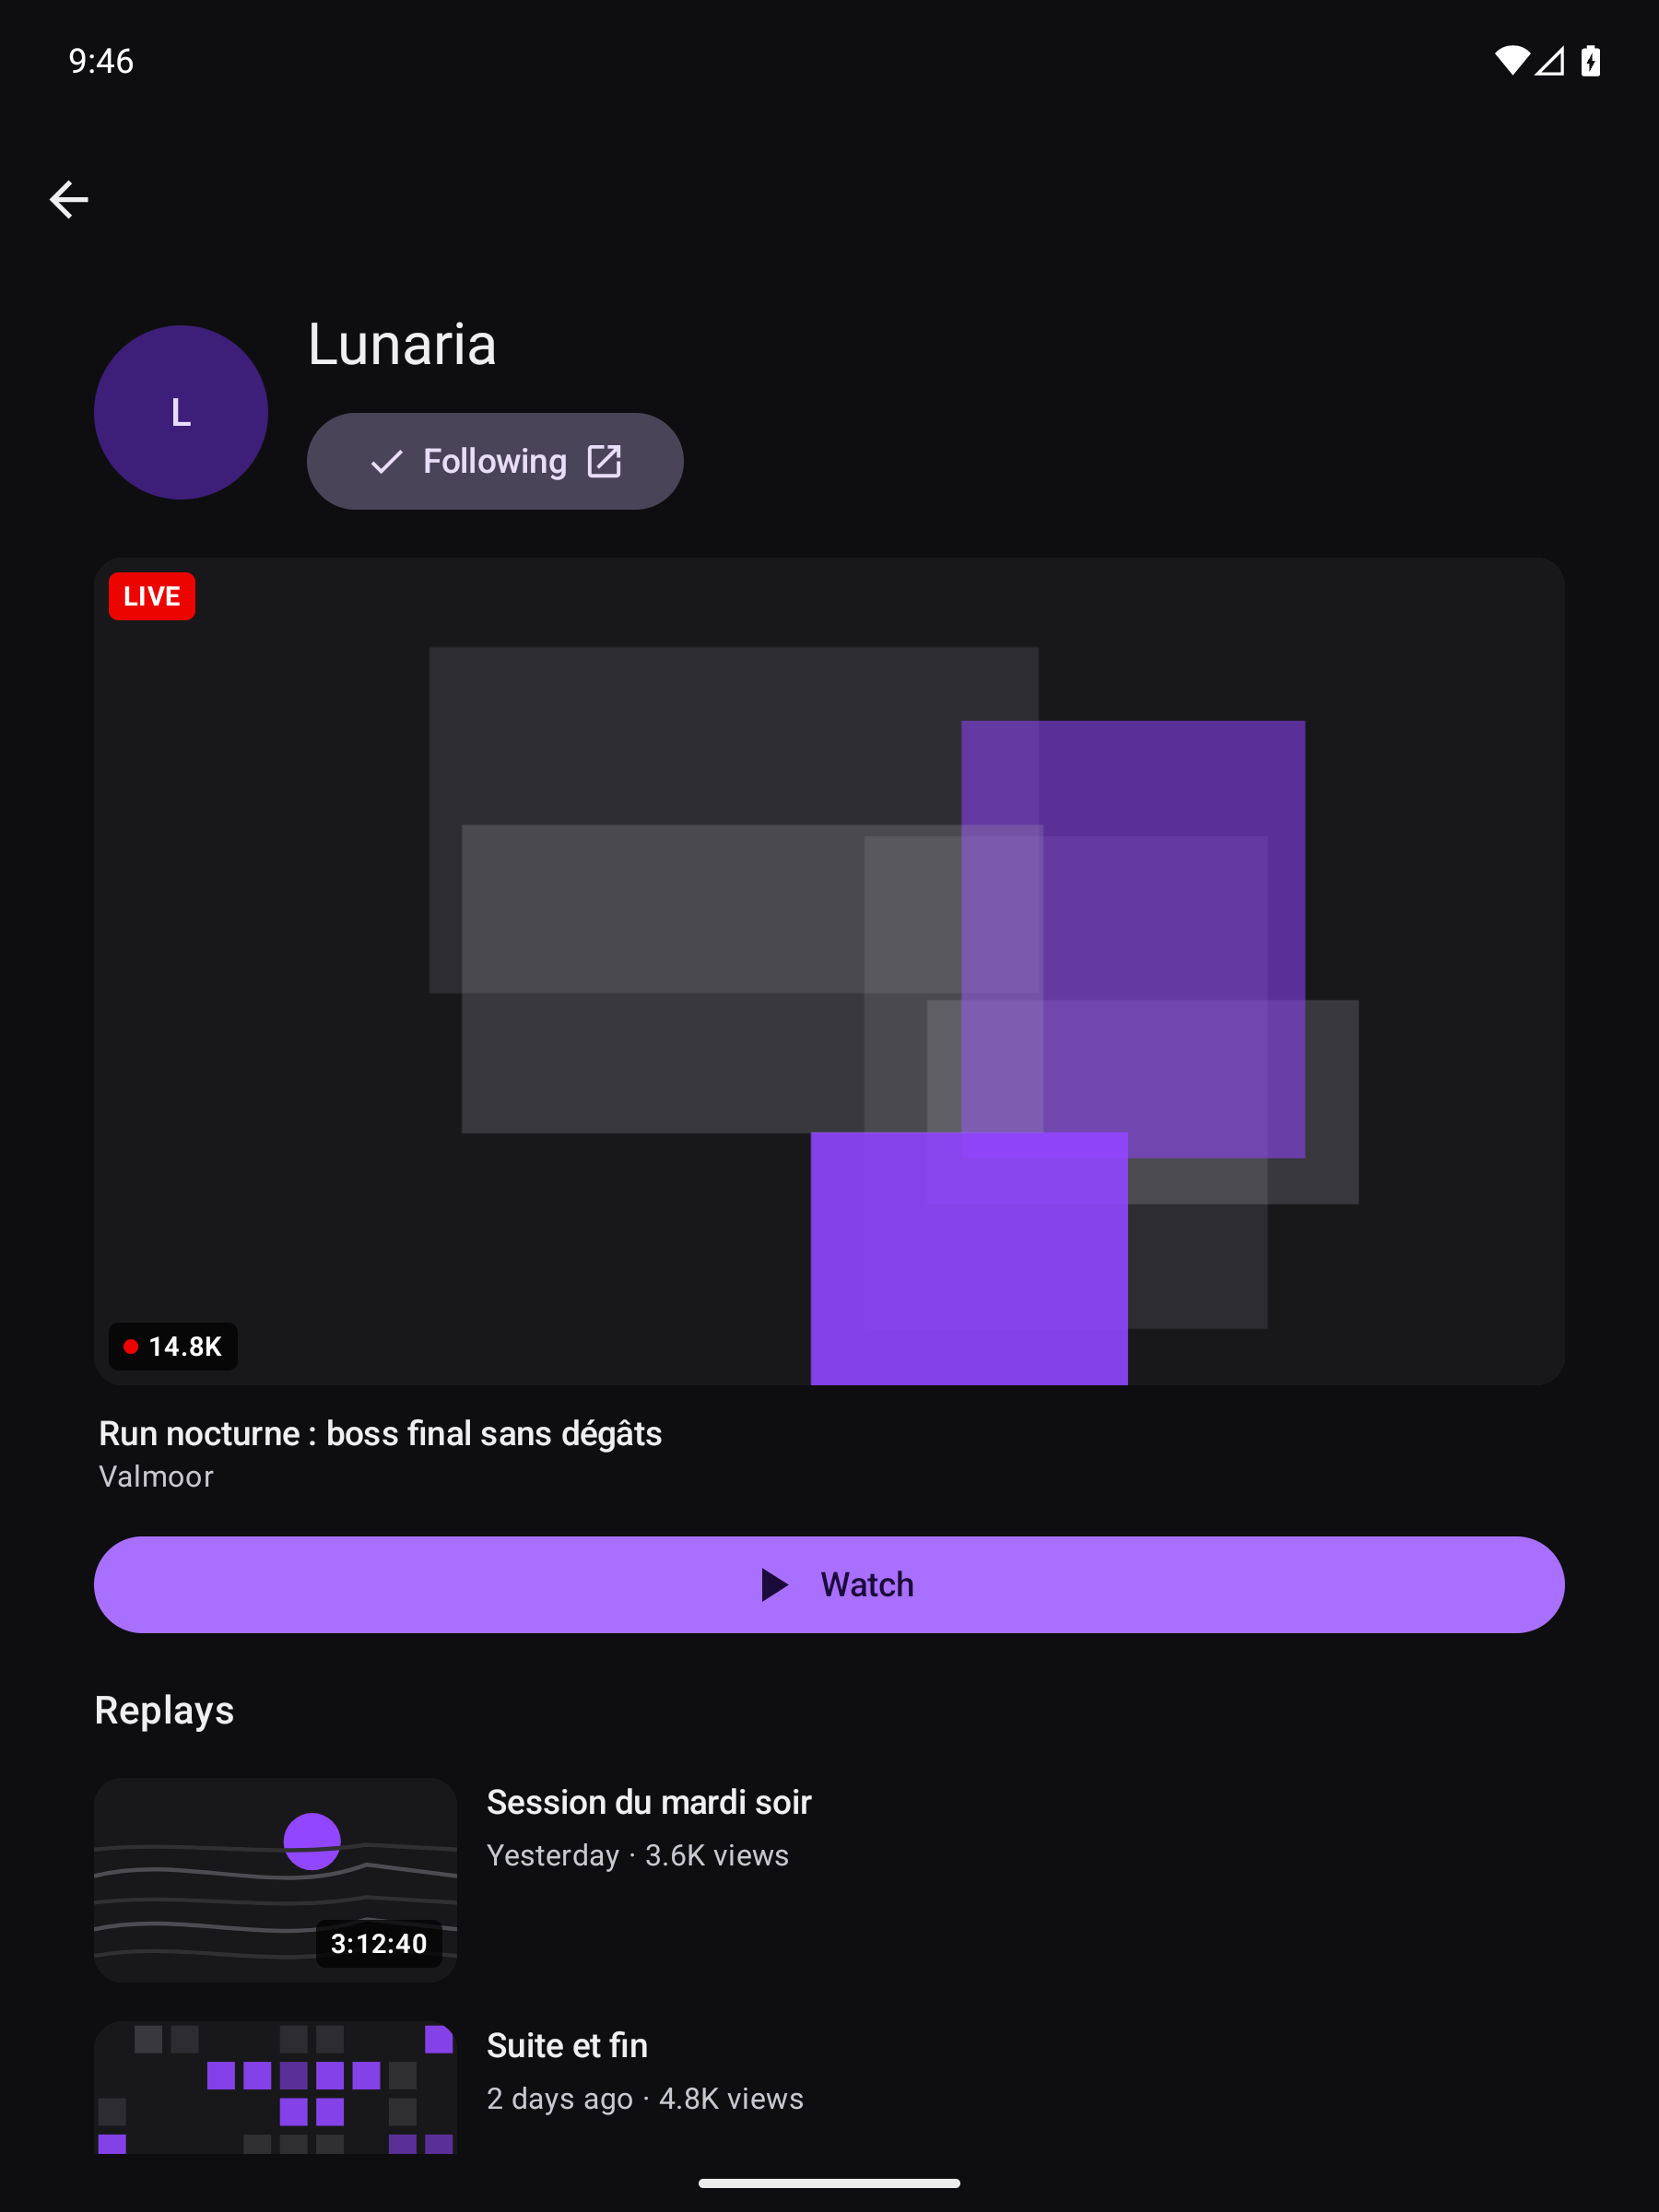 9:46
Lunaria
L
Following
LIVE
14.8K
Run nocturne : boss final sans dégâts
Valmoor
Watch
Replays
Session du mardi soir
Yesterday · 3.6K views
3:12:40
Suite et fin
2 days ago · 4.8K views